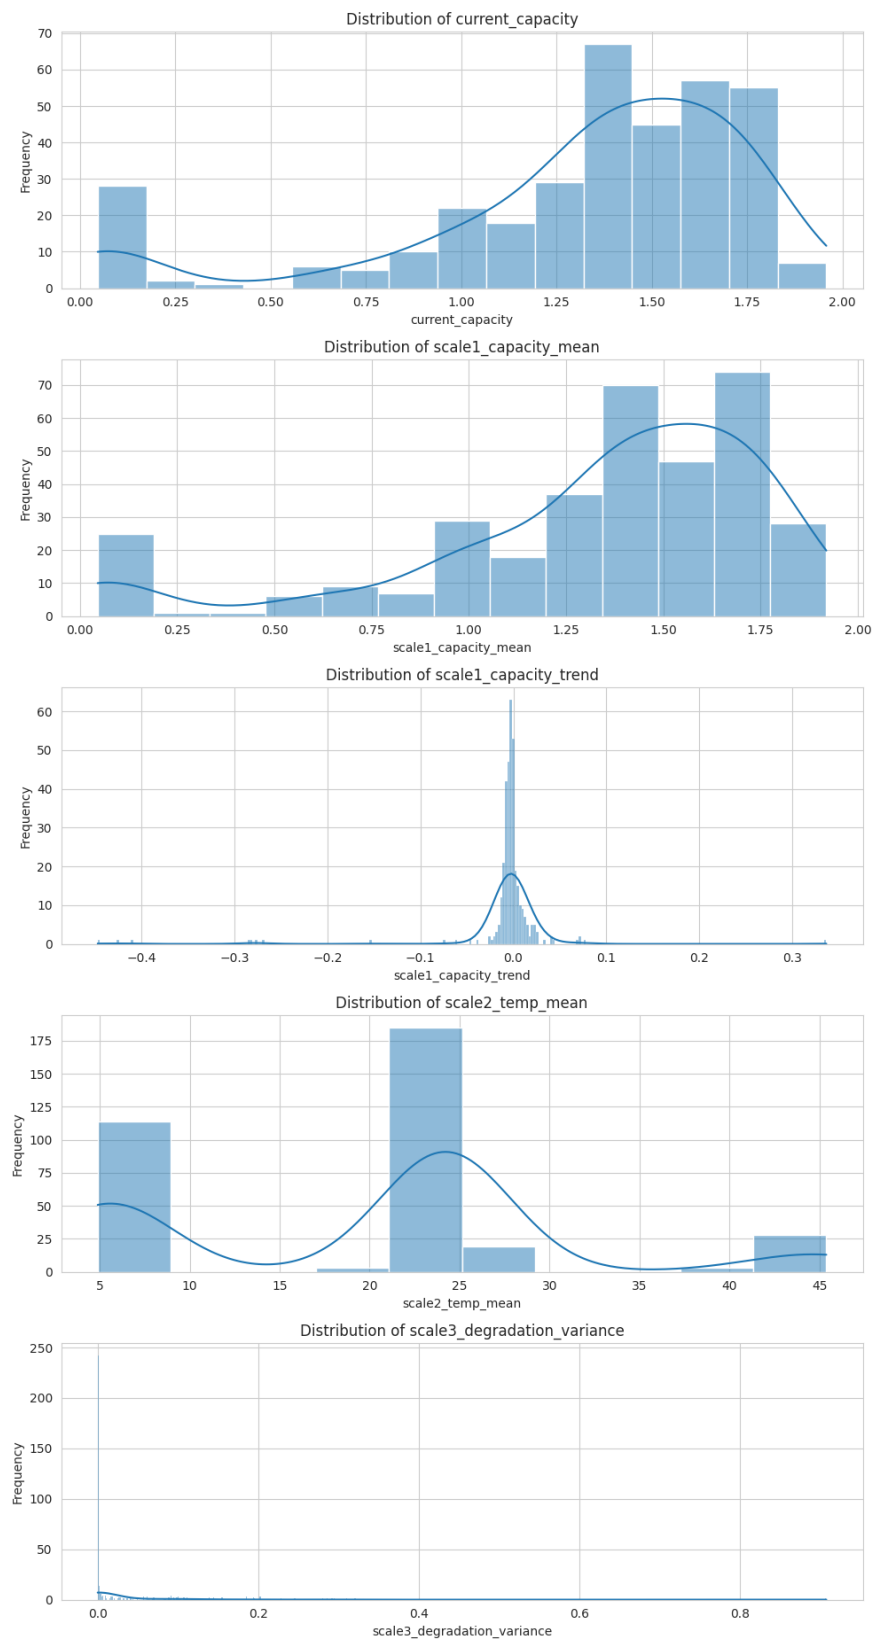 Distribution of current_capacity
70
60
50
40
30
20
10
0
Frequency
0.00 0.25 0.50 0.75 1.00 1.25 1.50 1.75 2.00
current_capacity
Distribution of scale1_capacity_mean
70
60
50
40
30
20
10
0
Frequency
0.00 0.25 0.50 0.75 1.00 1.25 1.50 1.75 2.00
scale1_capacity_mean
Distribution of scale1_capacity_trend
60
50
40
30
20
10
0
Frequency
−0.4 −0.3 −0.2 −0.1 0.0 0.1 0.2 0.3
scale1_capacity_trend
Distribution of scale2_temp_mean
175
150
125
100
75
50
25
0
Frequency
5 10 15 20 25 30 35 40 45
scale2_temp_mean
Distribution of scale3_degradation_variance
250
200
150
100
50
0
Frequency
0.0 0.2 0.4 0.6 0.8
scale3_degradation_variance